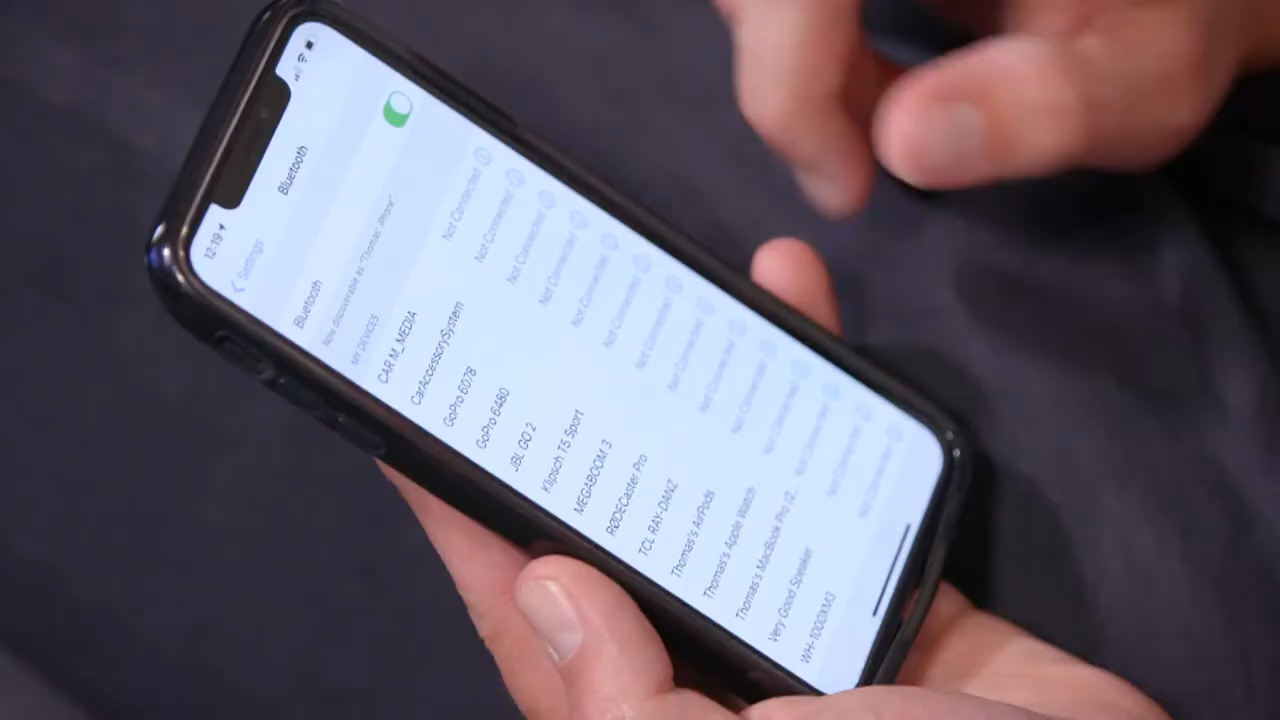 12:19
Settings
Bluetooth
Bluetooth
Now discoverable as "Thomas' iPhone"
MY DEVICES
CAR M_MEDIA Not Connected
CarAccessorySystem Not Connected
GoPro 6078 Not Connected
GoPro 6480 Not Connected
JBL GO 2 Not Connected
Klipsch T5 Sport Not Connected
MEGABOOM 3 Not Connected
RØDECaster Pro Not Connected
TCL RAY-DANZ Not Connected
Thomas's AirPods Not Connected
Thomas's Apple Watch Not Connected
Thomas's MacBook Pro (2... Not Connected
Very Good Speaker Not Connected
WH-1000XM3 Not Connected